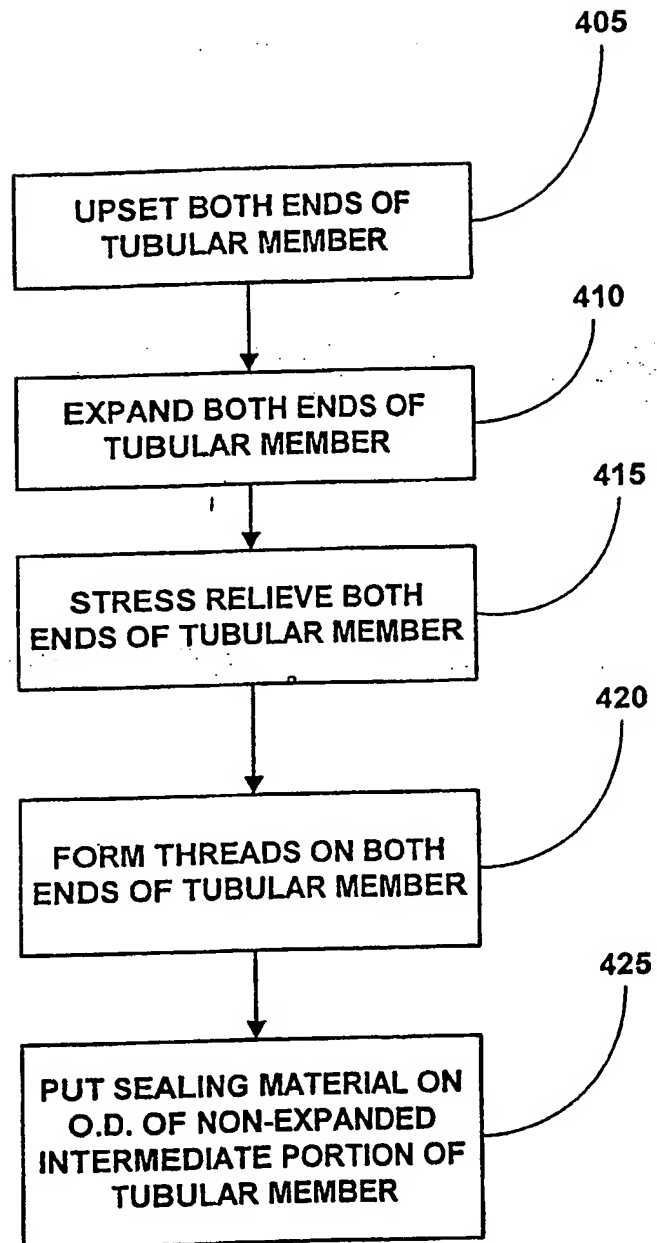 405
UPSET BOTH ENDS OF
TUBULAR MEMBER
410
EXPAND BOTH ENDS OF
TUBULAR MEMBER
415
STRESS RELIEVE BOTH
ENDS OF TUBULAR MEMBER
420
FORM THREADS ON BOTH
ENDS OF TUBULAR MEMBER
425
PUT SEALING MATERIAL ON
O.D. OF NON-EXPANDED
INTERMEDIATE PORTION OF
TUBULAR MEMBER